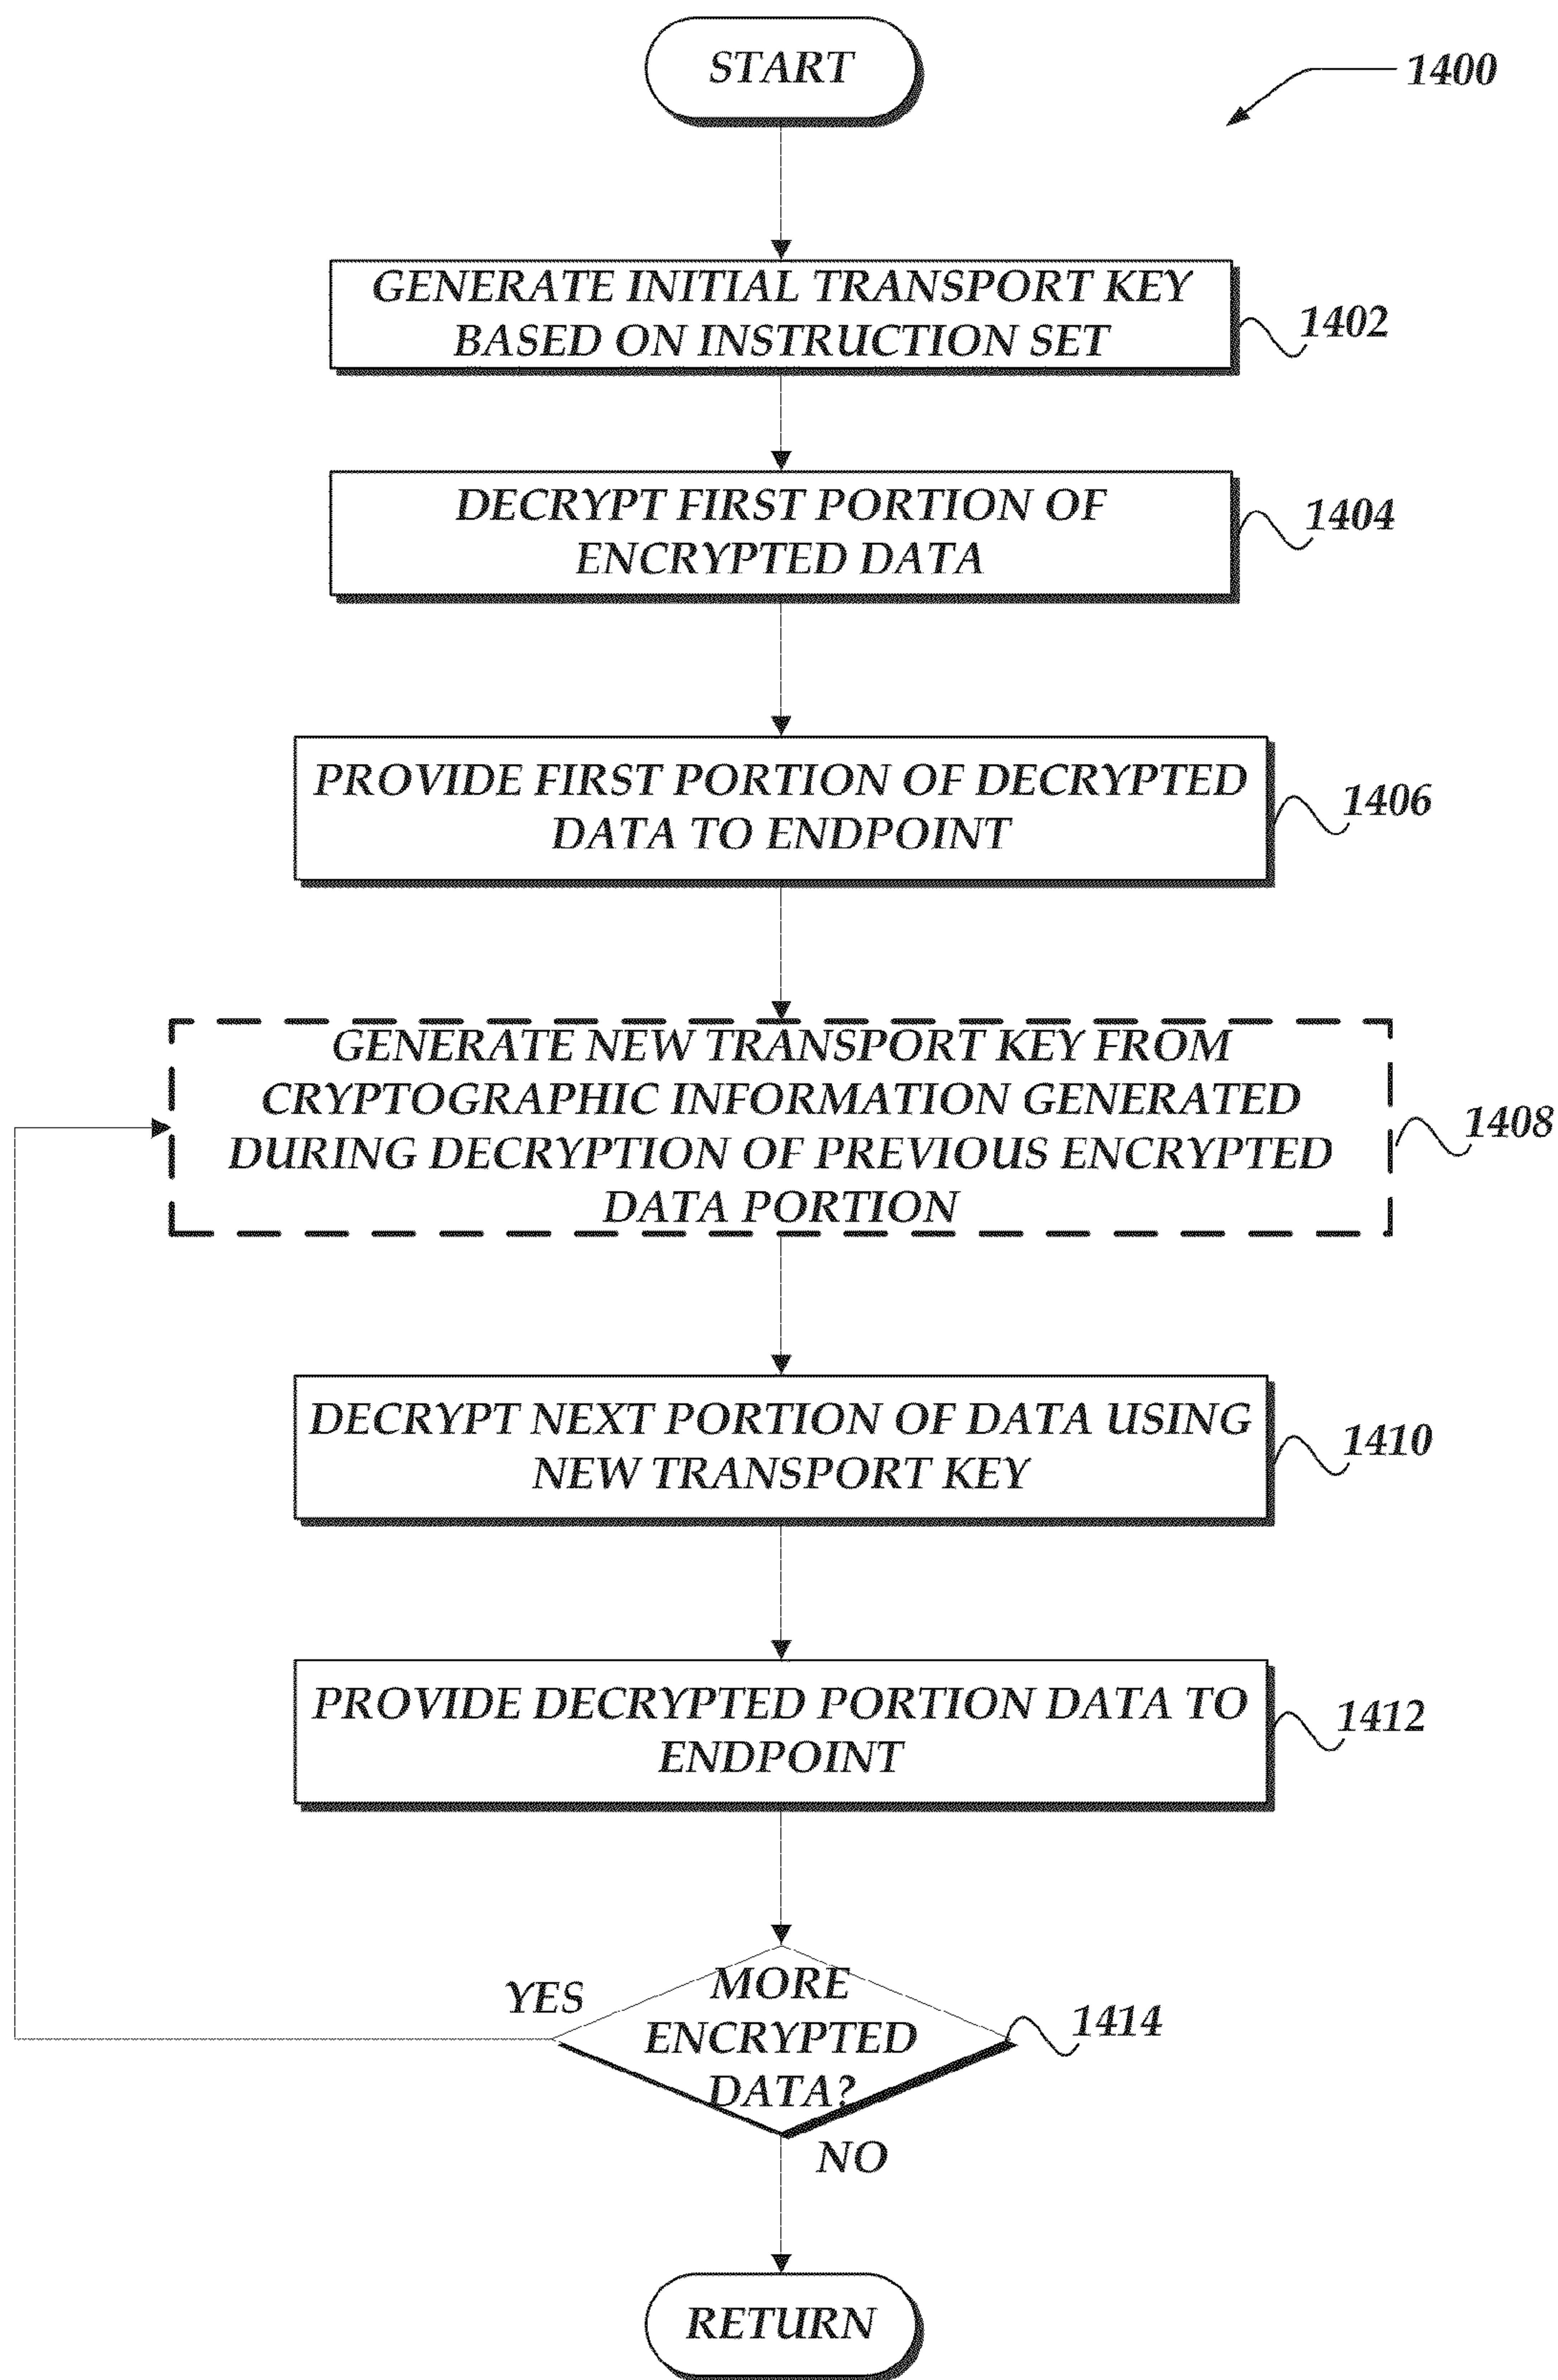 START
1400
GENERATE INITIAL TRANSPORT KEY
BASED ON INSTRUCTION SET
1402
DECRYPT FIRST PORTION OF
ENCRYPTED DATA
1404
PROVIDE FIRST PORTION OF DECRYPTED
DATA TO ENDPOINT
1406
GENERATE NEW TRANSPORT KEY FROM
CRYPTOGRAPHIC INFORMATION GENERATED
DURING DECRYPTION OF PREVIOUS ENCRYPTED
DATA PORTION
1408
DECRYPT NEXT PORTION OF DATA USING
NEW TRANSPORT KEY
1410
PROVIDE DECRYPTED PORTION DATA TO
ENDPOINT
1412
YES
MORE
ENCRYPTED
DATA?
1414
NO
RETURN